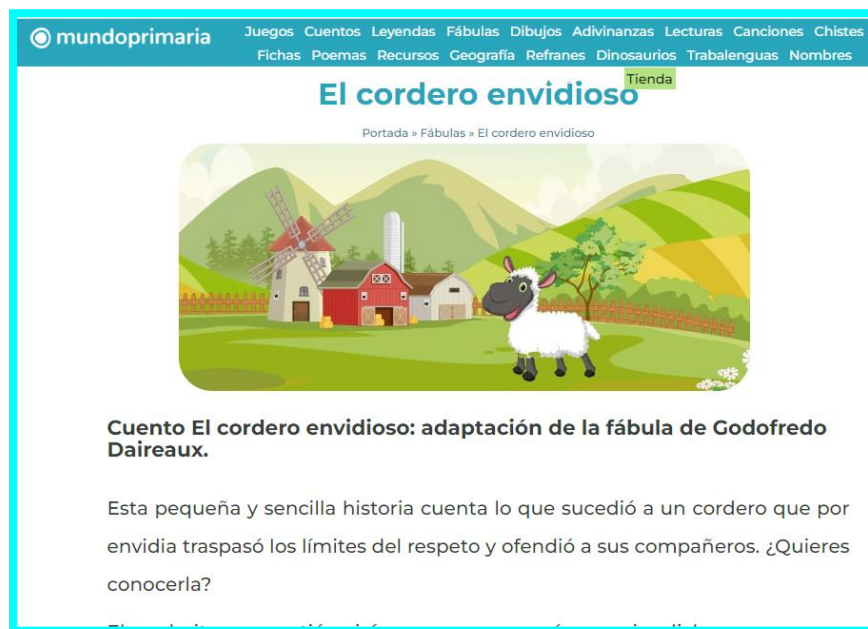 mundoprimaria
Juegos Cuentos Leyendas Fábulas Dibujos Adivinanzas Lecturas Canciones Chistes
Fichas Poemas Recursos Geografía Refranes Dinosaurios Trabalenguas Nombres
Tienda
El cordero envidioso
Portada » Fábulas » El cordero envidioso
Cuento El cordero envidioso: adaptación de la fábula de Godofredo
Daireaux.
Esta pequeña y sencilla historia cuenta lo que sucedió a un cordero que por
envidia traspasó los límites del respeto y ofendió a sus compañeros. ¿Quieres
conocerla?